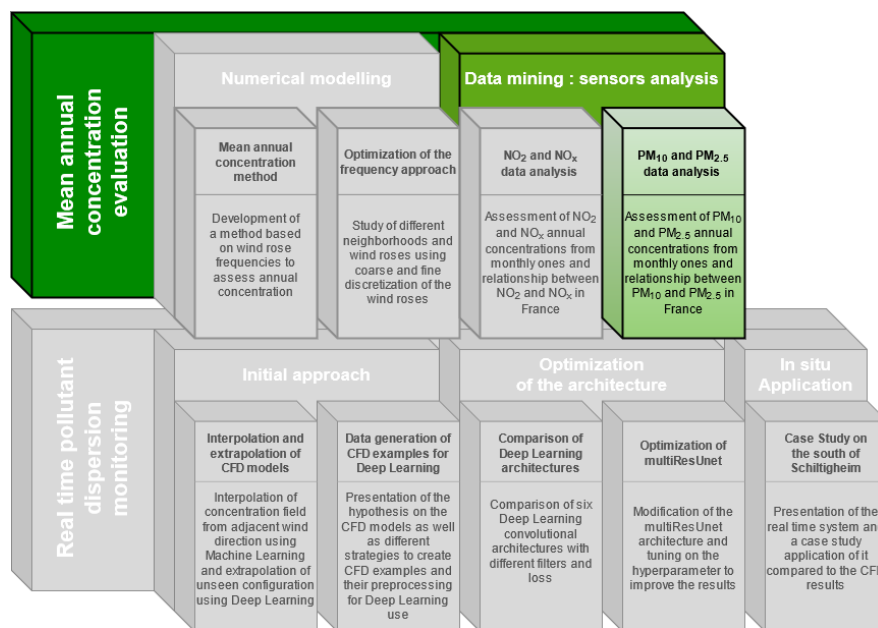 Mean annual
concentration
evaluation
Numerical modelling
Data mining : sensors analysis
Mean annual
concentration
method
Development of
a method based
on wind rose
frequencies to
assess annual
concentration
Optimization of the
frequency approach
Study of different
neighborhoods and
wind roses using
coarse and fine
discretization of the
wind roses
NO₂ and NOₓ
data analysis
Assessment of NO₂
and NOₓ annual
concentrations from
monthly ones and
relationship between
NO₂ and NOₓ in
France
PM₁₀ and PM₂.₅
data analysis
Assessment of PM₁₀
and PM₂.₅ annual
concentrations from
monthly ones and
relationship between
PM₁₀ and PM₂.₅ in
France
Real time pollutant
dispersion
monitoring
Initial approach
Optimization
of the architecture
In situ
Application
Interpolation and
extrapolation of
CFD models
Interpolation of
concentration field
from adjacent wind
direction using
Machine Learning and
extrapolation of
unseen configuration
using Deep Learning
Data generation of
CFD examples for
Deep Learning
Presentation of the
hypothesis on the
CFD models as well
as different
strategies to create
CFD examples and
their preprocessing
for Deep Learning
use
Comparison of
Deep Learning
architectures
Comparison of six
Deep Learning
convolutional
architectures with
different filters and
loss
Optimization of
multiResUnet
Modification of the
multiResUnet
architecture and
tuning on the
hyperparameter to
improve the results
Case Study on
the south of
Schiltigheim
Presentation of the
real time system and
a case study
application of it
compared to the CFD
results